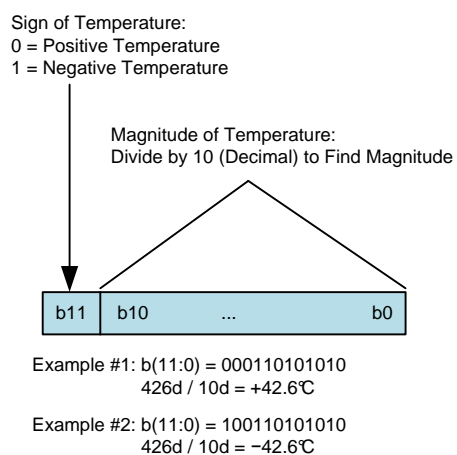 Sign of Temperature:
0 = Positive Temperature
1 = Negative Temperature
Magnitude of Temperature:
Divide by 10 (Decimal) to Find Magnitude
b11 b10 ... b0
Example #1: b(11:0) = 000110101010
426d / 10d = +42.6°C
Example #2: b(11:0) = 100110101010
426d / 10d = −42.6°C